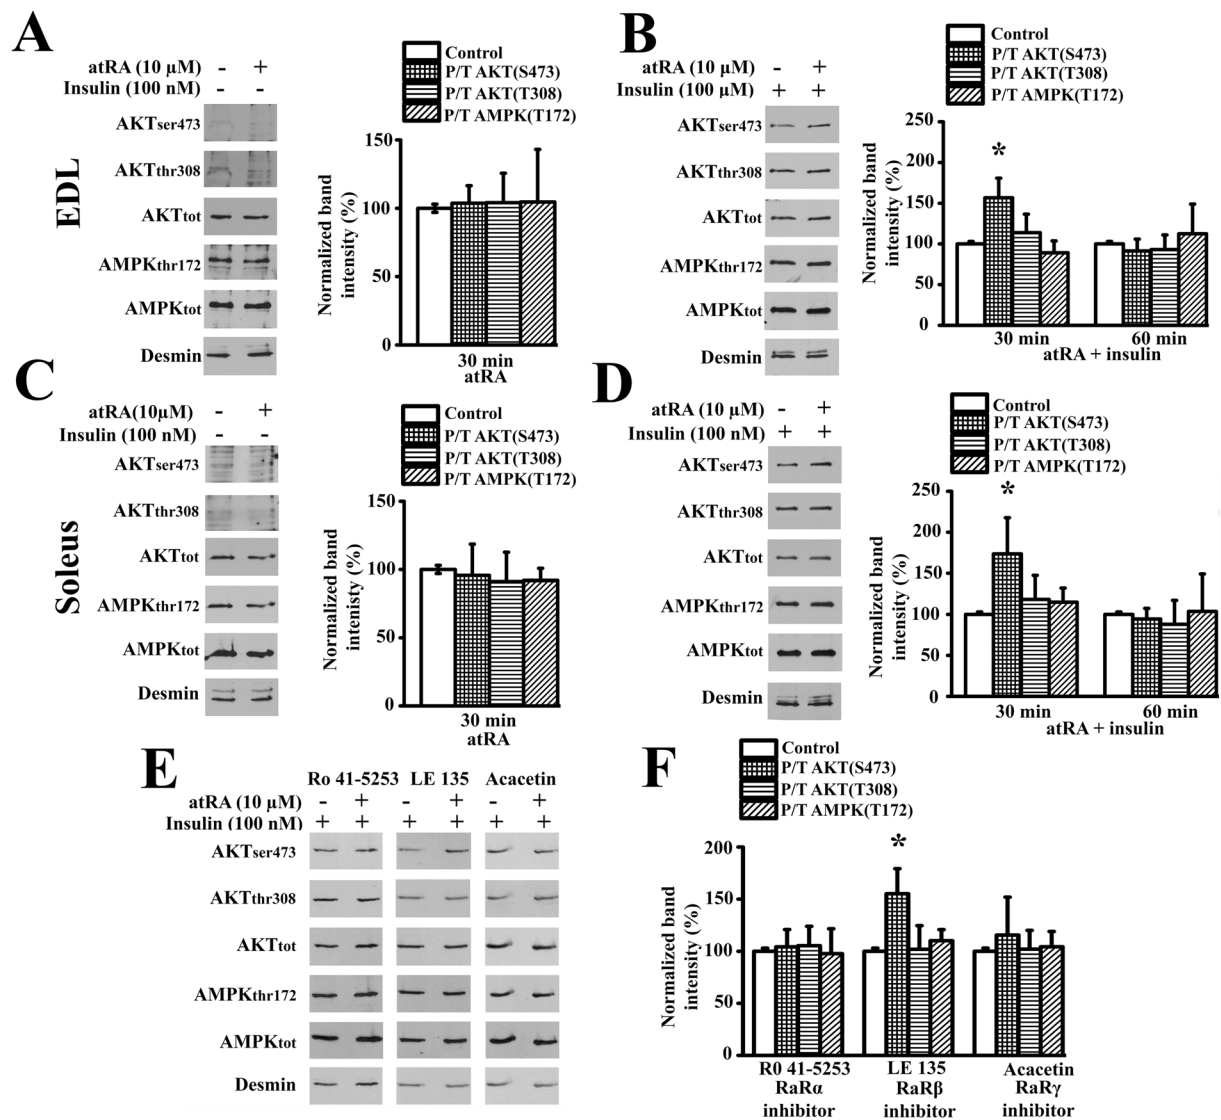 A
EDL
atRA (10 μM) - +
Insulin (100 nM) - -
AKTser473
AKTthr308
AKTtot
AMPKthr172
AMPKtot
Desmin
Control
P/T AKT(S473)
P/T AKT(T308)
P/T AMPK(T172)
Normalized band
intensity (%)
150
100
50
0
30 min
atRA
B
atRA (10 μM) - +
Insulin (100 μM) + +
AKTser473
AKTthr308
AKTtot
AMPKthr172
AMPKtot
Desmin
Control
P/T AKT(S473)
P/T AKT(T308)
P/T AMPK(T172)
Normalized band
intensity (%)
250
200
150
100
50
0
*
30 min 60 min
atRA + insulin
C
Soleus
atRA(10μM) - +
Insulin (100 nM) - -
AKTser473
AKTthr308
AKTtot
AMPKthr172
AMPKtot
Desmin
Control
P/T AKT(S473)
P/T AKT(T308)
P/T AMPK(T172)
Normalized band
intenisty (%)
150
100
50
0
30 min
atRA
D
atRA (10 μM) - +
Insulin (100 nM) + +
AKTser473
AKTthr308
AKTtot
AMPKthr172
AMPKtot
Desmin
Control
P/T AKT(S473)
P/T AKT(T308)
P/T AMPK(T172)
Normalized band
intensity (%)
250
200
150
100
50
0
*
30 min 60 min
atRA + insulin
E
Ro 41-5253 LE 135 Acacetin
atRA (10 μM) - + - + - +
Insulin (100 nM) + + + + + +
AKTser473
AKTthr308
AKTtot
AMPKthr172
AMPKtot
Desmin
F
Control
P/T AKT(S473)
P/T AKT(T308)
P/T AMPK(T172)
Normalized band
intensity (%)
200
150
100
50
0
*
R0 41-5253 LE 135 Acacetin
RaRα RaRβ RaRγ
inhibitor inhibitor inhibitor